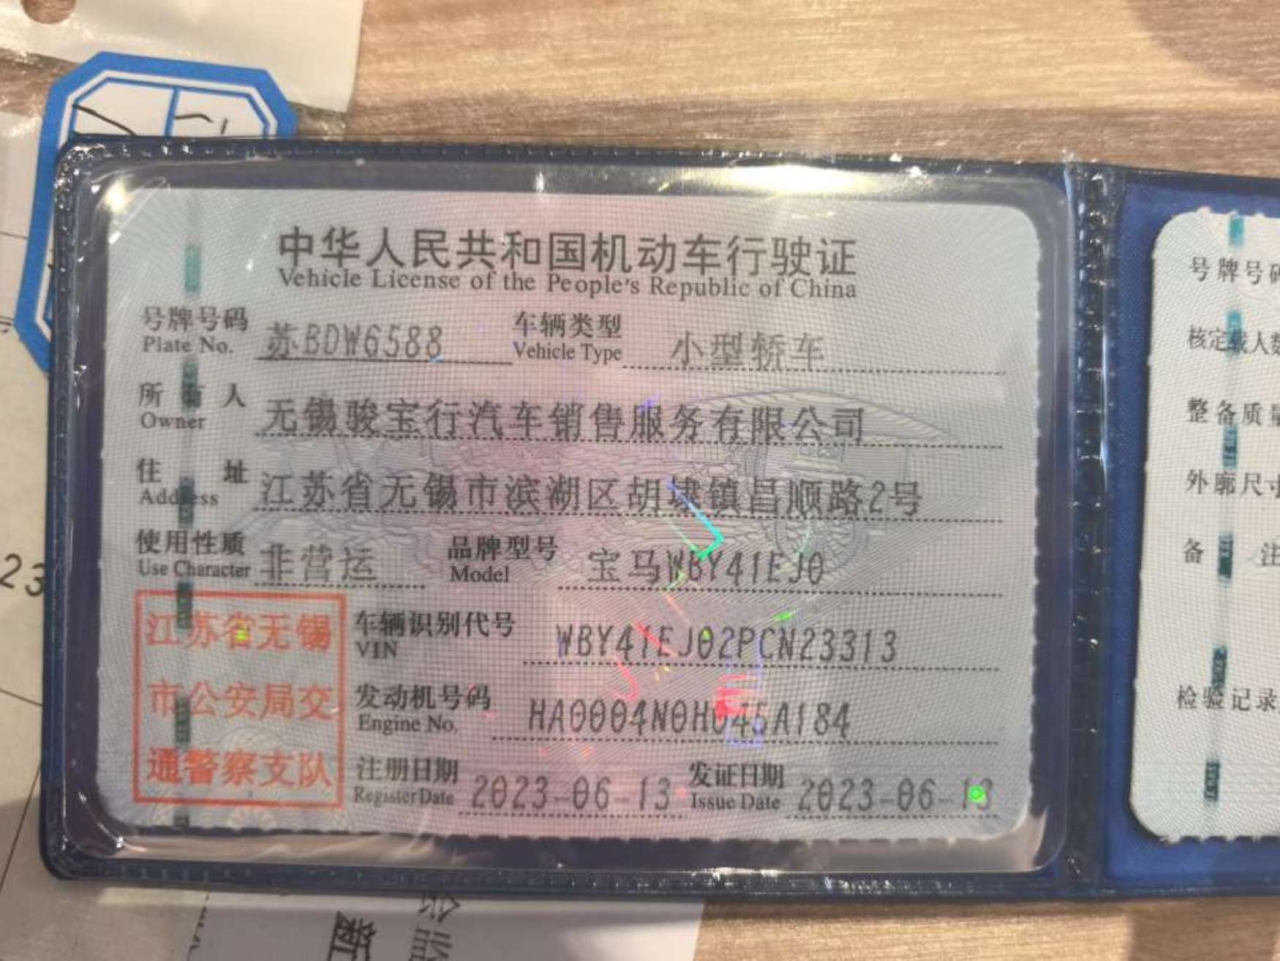 中华人民共和国机动车行驶证
Vehicle License of the People's Republic of China
号牌号码 苏BDW6588 车辆类型 小型轿车
Plate No. Vehicle Type
所有人 无锡骏宝行汽车销售服务有限公司
Owner
住址 江苏省无锡市滨湖区胡埭镇昌顺路2号
Address
使用性质 非营运 品牌型号 宝马WBY41EJ0
Use Character Model
江苏省无锡
市公安局交
通警察支队
车辆识别代号 WBY41EJ02PCN23313
VIN
发动机号码 HA0004N0H045A184
Engine No.
注册日期 2023-06-13 发证日期 2023-06-13
Register Date Issue Date
号牌号码
核定载人数
整备质量
外廓尺寸
备注
检验记录
23